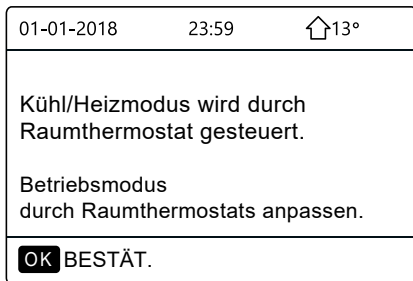 01-01-2018 23:59 13°
Kühl/Heizmodus wird durch
Raumthermostat gesteuert.
Betriebsmodus
durch Raumthermostats anpassen.
OK BESTÄT.